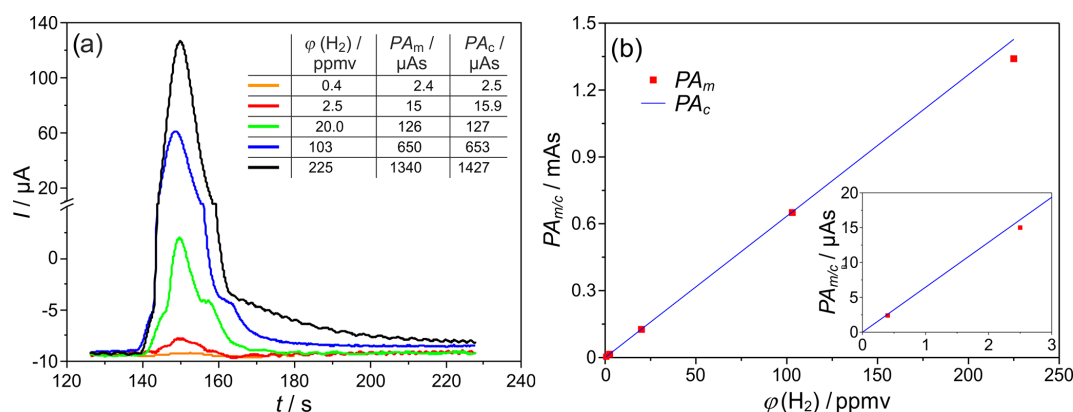 (a)
I / μA
140
100
60
20
0
-5
-10
120 140 160 180 200 220 240
t / s
φ (H2) / ppmv PAm / μAs PAc / μAs
0.4 2.4 2.5
2.5 15 15.9
20.0 126 127
103 650 653
225 1340 1427
(b)
PAm/c / mAs
1.5
1.2
0.9
0.6
0.3
0
0 50 100 150 200 250
φ(H2) / ppmv
PAm
PAc
PAm/c / μAs
20
15
10
5
0
0 1 2 3